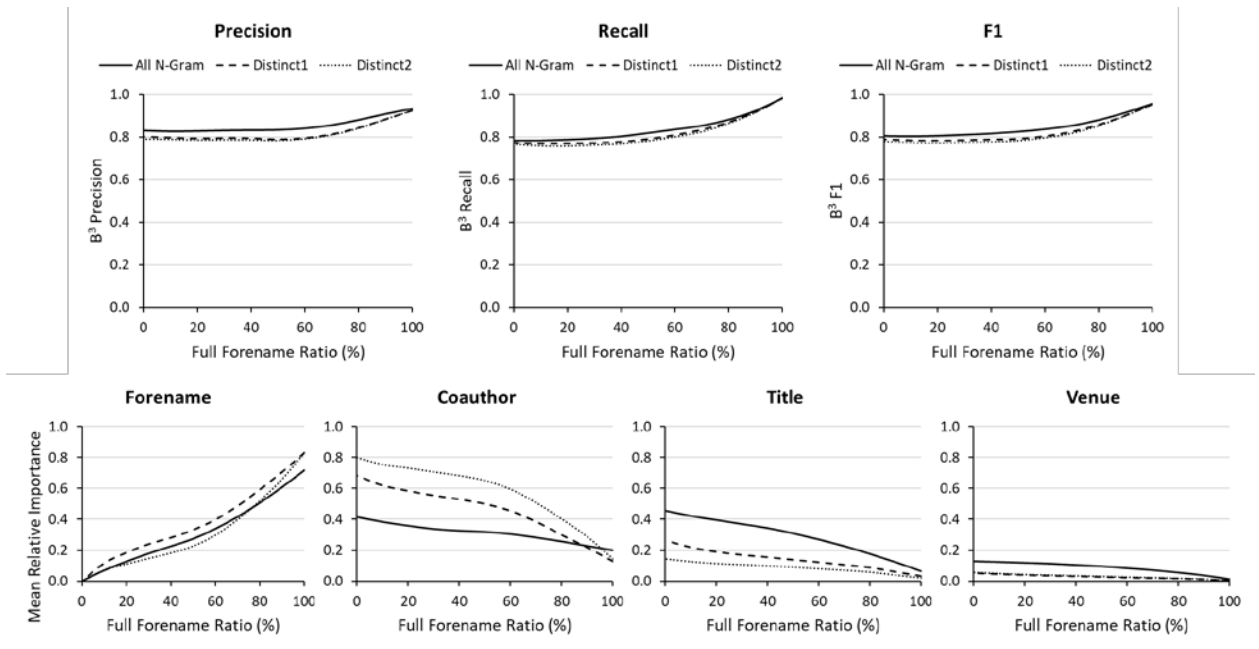 Precision
All N-Gram Distinct1 Distinct2
1.0
0.8
0.6
0.4
0.2
0.0
B³ Precision
0 20 40 60 80 100
Full Forename Ratio (%)
Recall
All N-Gram Distinct1 Distinct2
1.0
0.8
0.6
0.4
0.2
0.0
B³ Recall
0 20 40 60 80 100
Full Forename Ratio (%)
F1
All N-Gram Distinct1 Distinct2
1.0
0.8
0.6
0.4
0.2
0.0
B³ F1
0 20 40 60 80 100
Full Forename Ratio (%)
Forename
Mean Relative Importance
1.0
0.8
0.6
0.4
0.2
0.0
0 20 40 60 80 100
Full Forename Ratio (%)
Coauthor
1.0
0.8
0.6
0.4
0.2
0.0
0 20 40 60 80 100
Full Forename Ratio (%)
Title
1.0
0.8
0.6
0.4
0.2
0.0
0 20 40 60 80 100
Full Forename Ratio (%)
Venue
1.0
0.8
0.6
0.4
0.2
0.0
0 20 40 60 80 100
Full Forename Ratio (%)